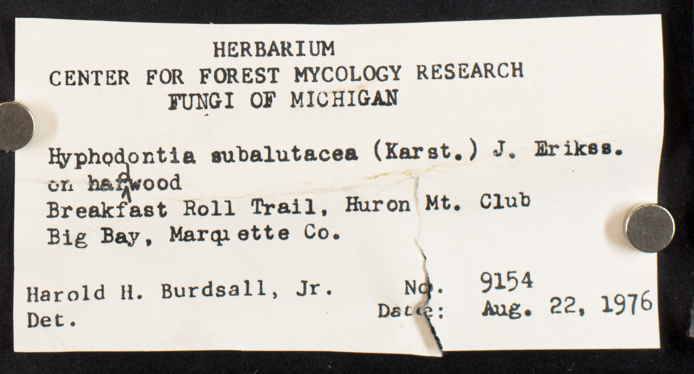 HERBARIUM
CENTER FOR FOREST MYCOLOGY RESEARCH
FUNGI OF MICHIGAN
Hyphodontia subalutacea (Karst.) J. Erikss.
on hardwood
Breakfast Roll Trail, Huron Mt. Club
Big Bay, Marquette Co.
Harold H. Burdsall, Jr. No. 9154
Det. Date: Aug. 22, 1976